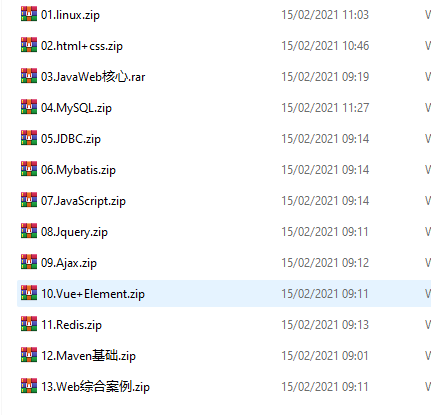 01.linux.zip 15/02/2021 11:03
02.html+css.zip 15/02/2021 10:46
03.JavaWeb核心.rar 15/02/2021 09:19
04.MySQL.zip 15/02/2021 11:27
05.JDBC.zip 15/02/2021 09:14
06.Mybatis.zip 15/02/2021 09:14
07.JavaScript.zip 15/02/2021 09:14
08.Jquery.zip 15/02/2021 09:11
09.Ajax.zip 15/02/2021 09:12
10.Vue+Element.zip 15/02/2021 09:11
11.Redis.zip 15/02/2021 09:13
12.Maven基础.zip 15/02/2021 09:01
13.Web综合案例.zip 15/02/2021 09:11